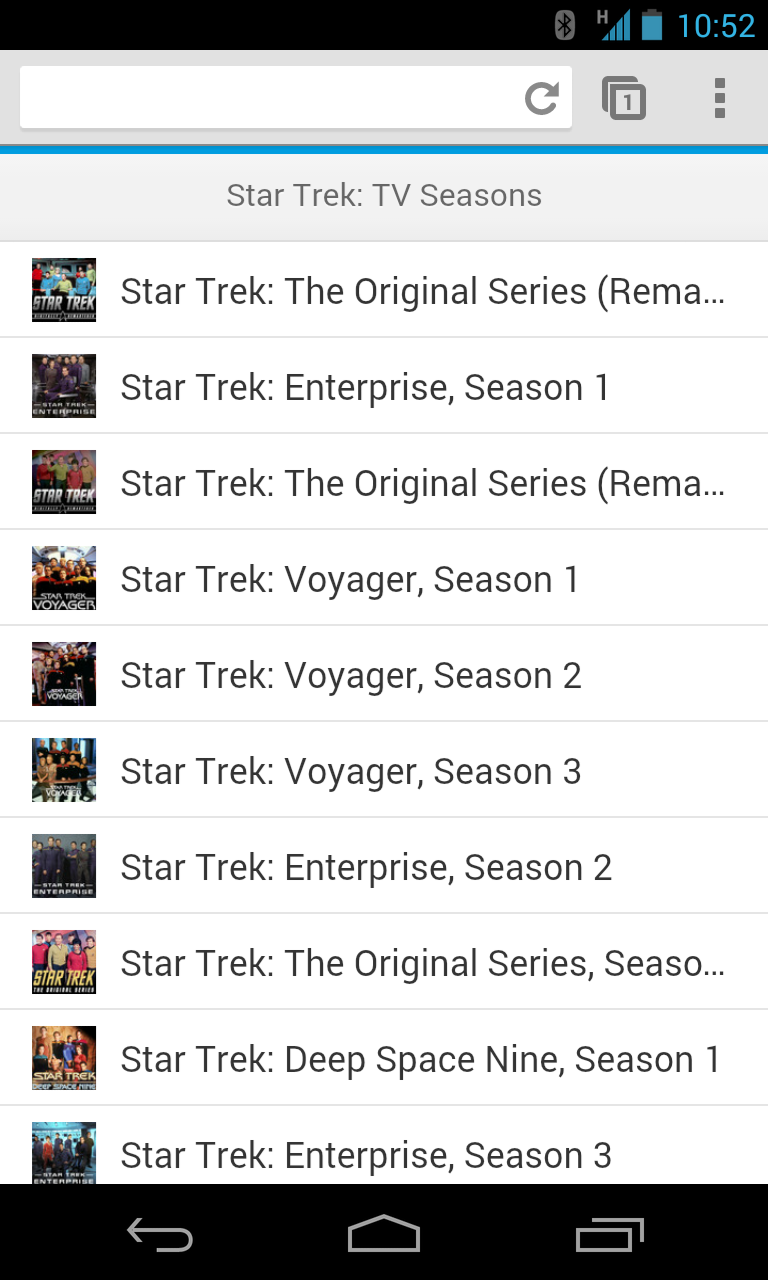 H
10:52
1
Star Trek: TV Seasons
STAR TREK
DIGITALLY REMASTERED
Star Trek: The Original Series (Rema...
STAR TREK
ENTERPRISE
Star Trek: Enterprise, Season 1
STAR TREK
DIGITALLY REMASTERED
Star Trek: The Original Series (Rema...
STAR TREK
VOYAGER
Star Trek: Voyager, Season 1
STAR TREK
VOYAGER
Star Trek: Voyager, Season 2
VOYAGER
Star Trek: Voyager, Season 3
STAR TREK
ENTERPRISE
Star Trek: Enterprise, Season 2
STAR TREK
THE ORIGINAL SERIES
Star Trek: The Original Series, Seaso...
STAR TREK
DEEP SPACE NINE
Star Trek: Deep Space Nine, Season 1
STAR TREK
ENTERPRISE
Star Trek: Enterprise, Season 3